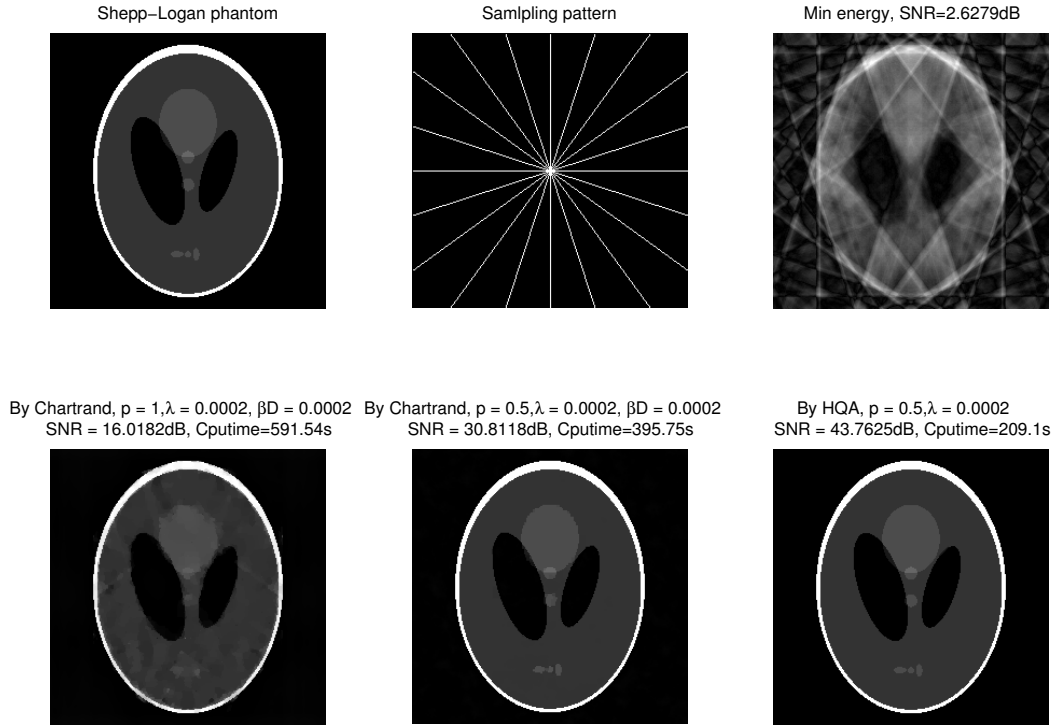 Shepp−Logan phantom
Samlpling pattern
Min energy, SNR=2.6279dB
By Chartrand, p = 1,λ = 0.0002, βD = 0.0002
SNR = 16.0182dB, Cputime=591.54s
By Chartrand, p = 0.5,λ = 0.0002, βD = 0.0002
SNR = 30.8118dB, Cputime=395.75s
By HQA, p = 0.5,λ = 0.0002
SNR = 43.7625dB, Cputime=209.1s